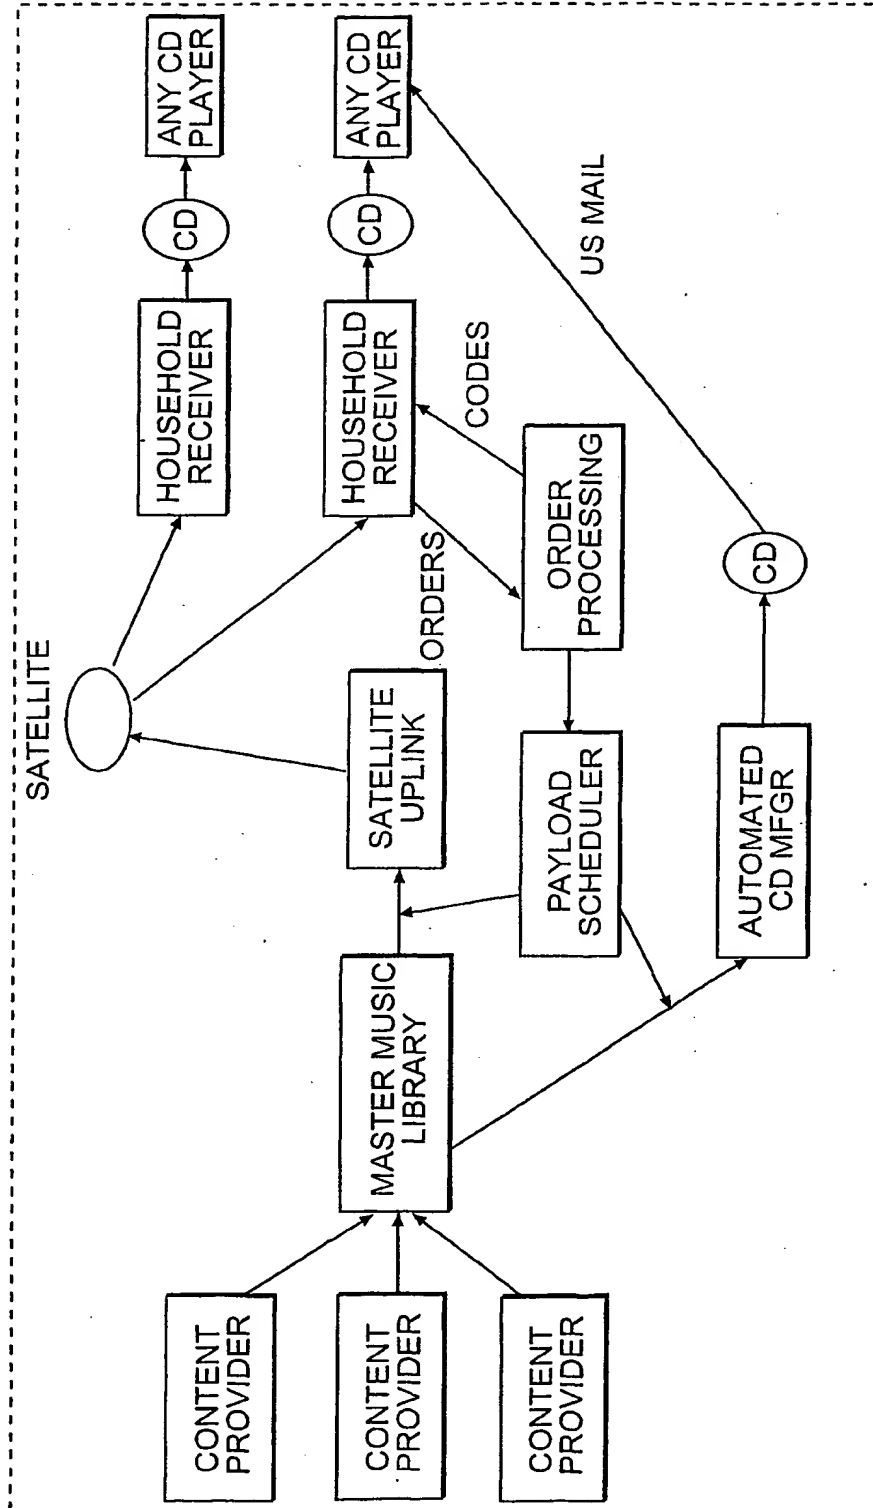 CONTENT
PROVIDER
CONTENT
PROVIDER
CONTENT
PROVIDER
MASTER MUSIC
LIBRARY
SATELLITE
SATELLITE
UPLINK
ORDERS
PAYLOAD
SCHEDULER
AUTOMATED
CD MFGR
ORDER
PROCESSING
CODES
CD
US MAIL
HOUSEHOLD
RECEIVER
CD
ANY CD
PLAYER
HOUSEHOLD
RECEIVER
CD
ANY CD
PLAYER